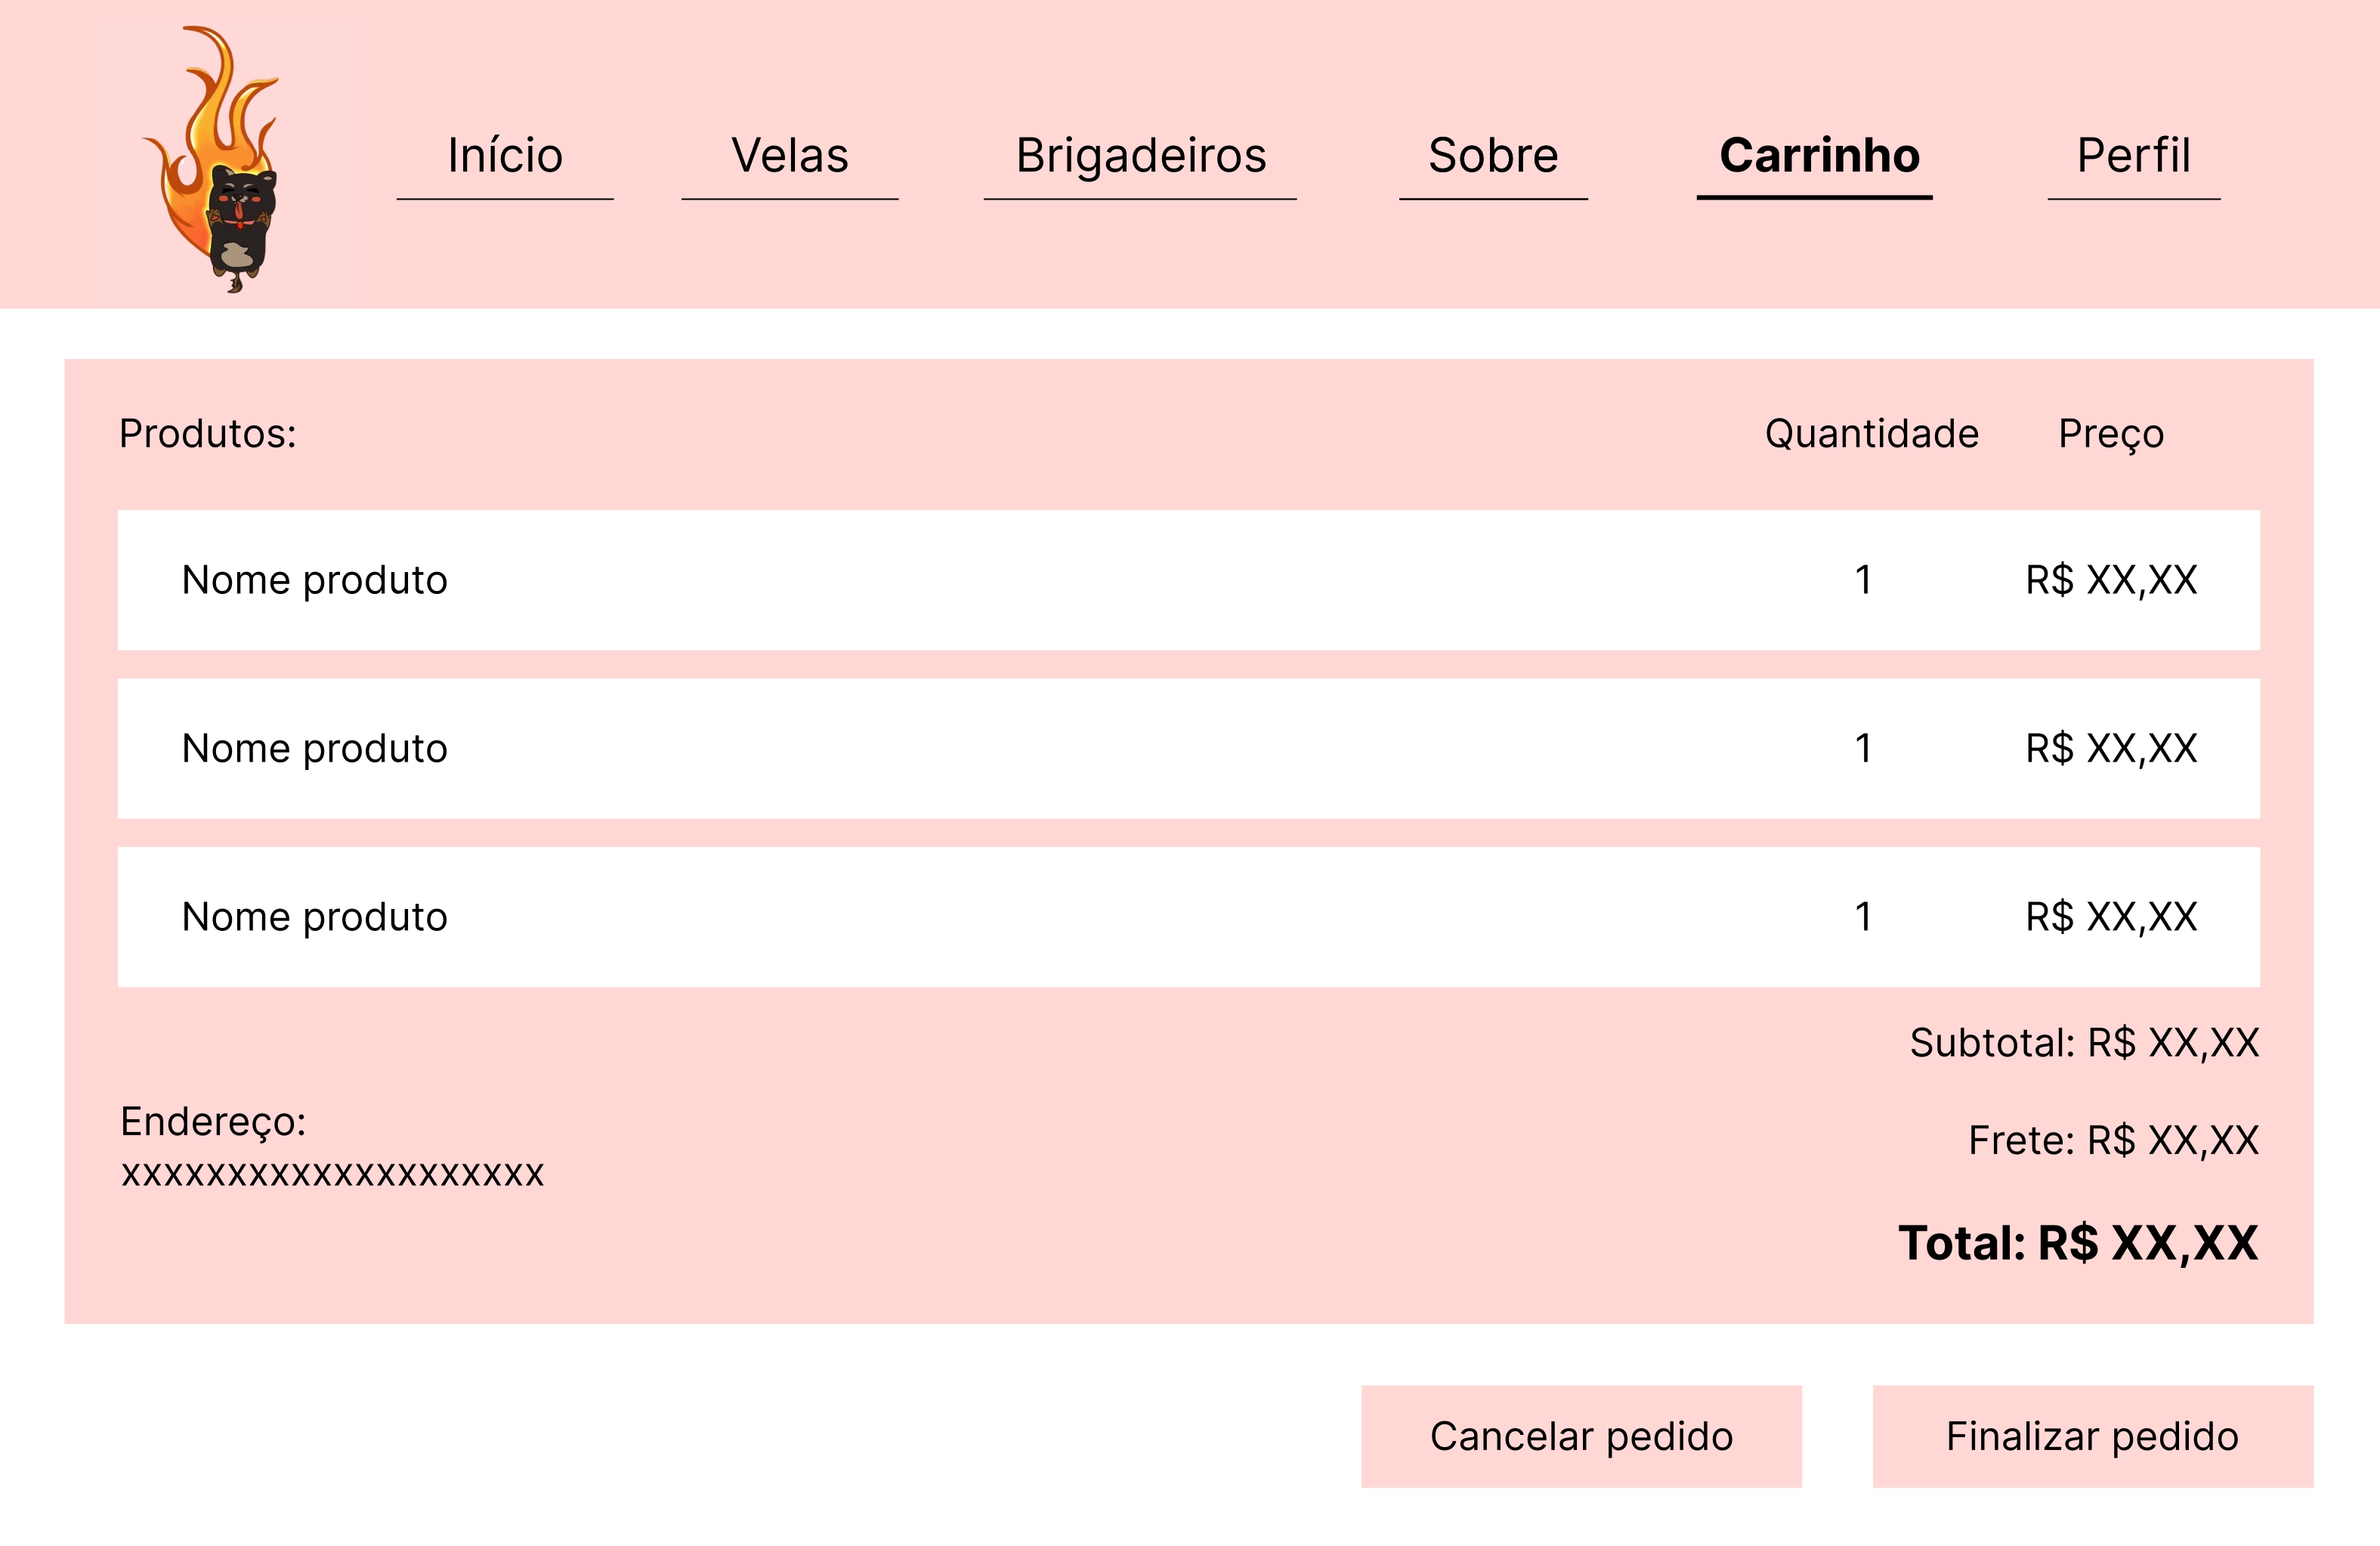 Início Velas Brigadeiros Sobre Carrinho Perfil
Produtos: Quantidade Preço
Nome produto 1 R$ XX,XX
Nome produto 1 R$ XX,XX
Nome produto 1 R$ XX,XX
Subtotal: R$ XX,XX
Endereço:
xxxxxxxxxxxxxxxxxxxx
Frete: R$ XX,XX
Total: R$ XX,XX
Cancelar pedido Finalizar pedido